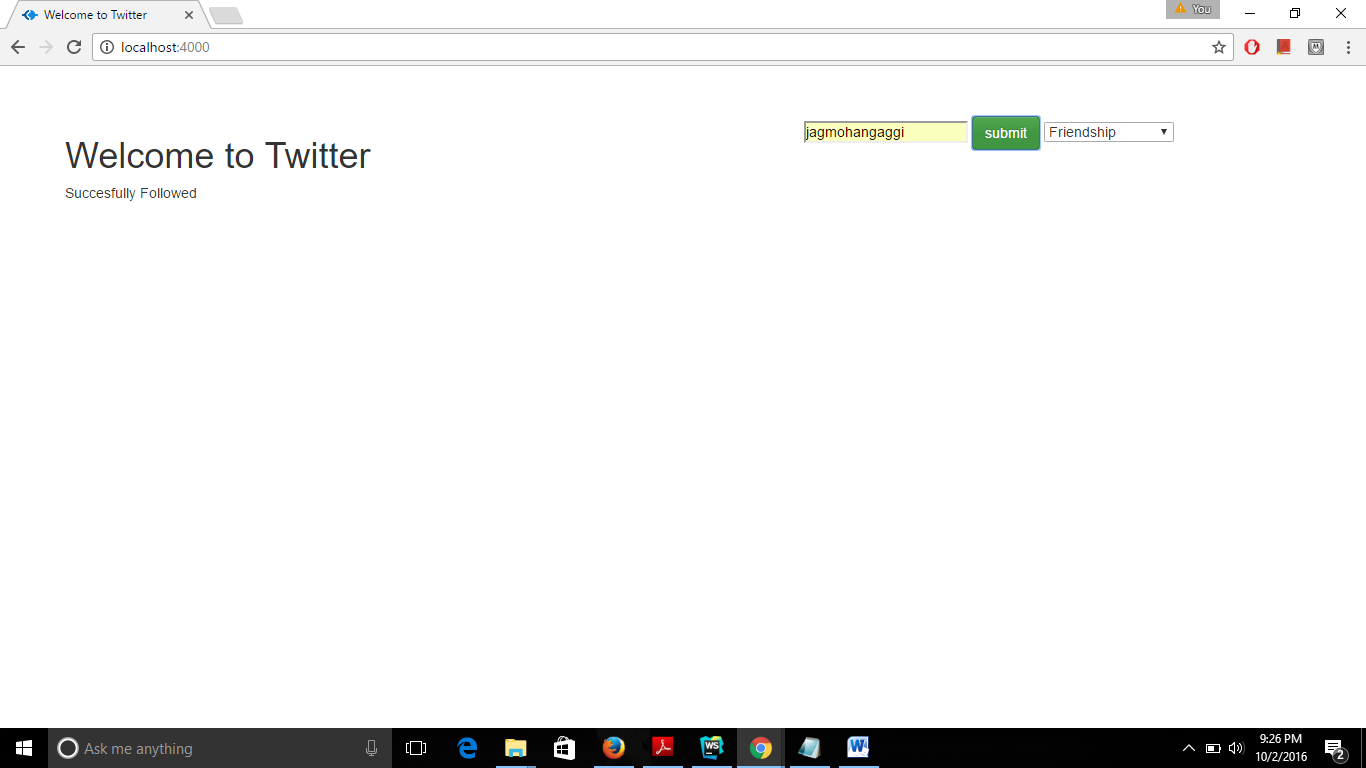 Welcome to Twitter
You
localhost:4000
jagmohangaggi
submit
Friendship
Welcome to Twitter
Succesfully Followed
Ask me anything
WS
W
9:26 PM
10/2/2016
2